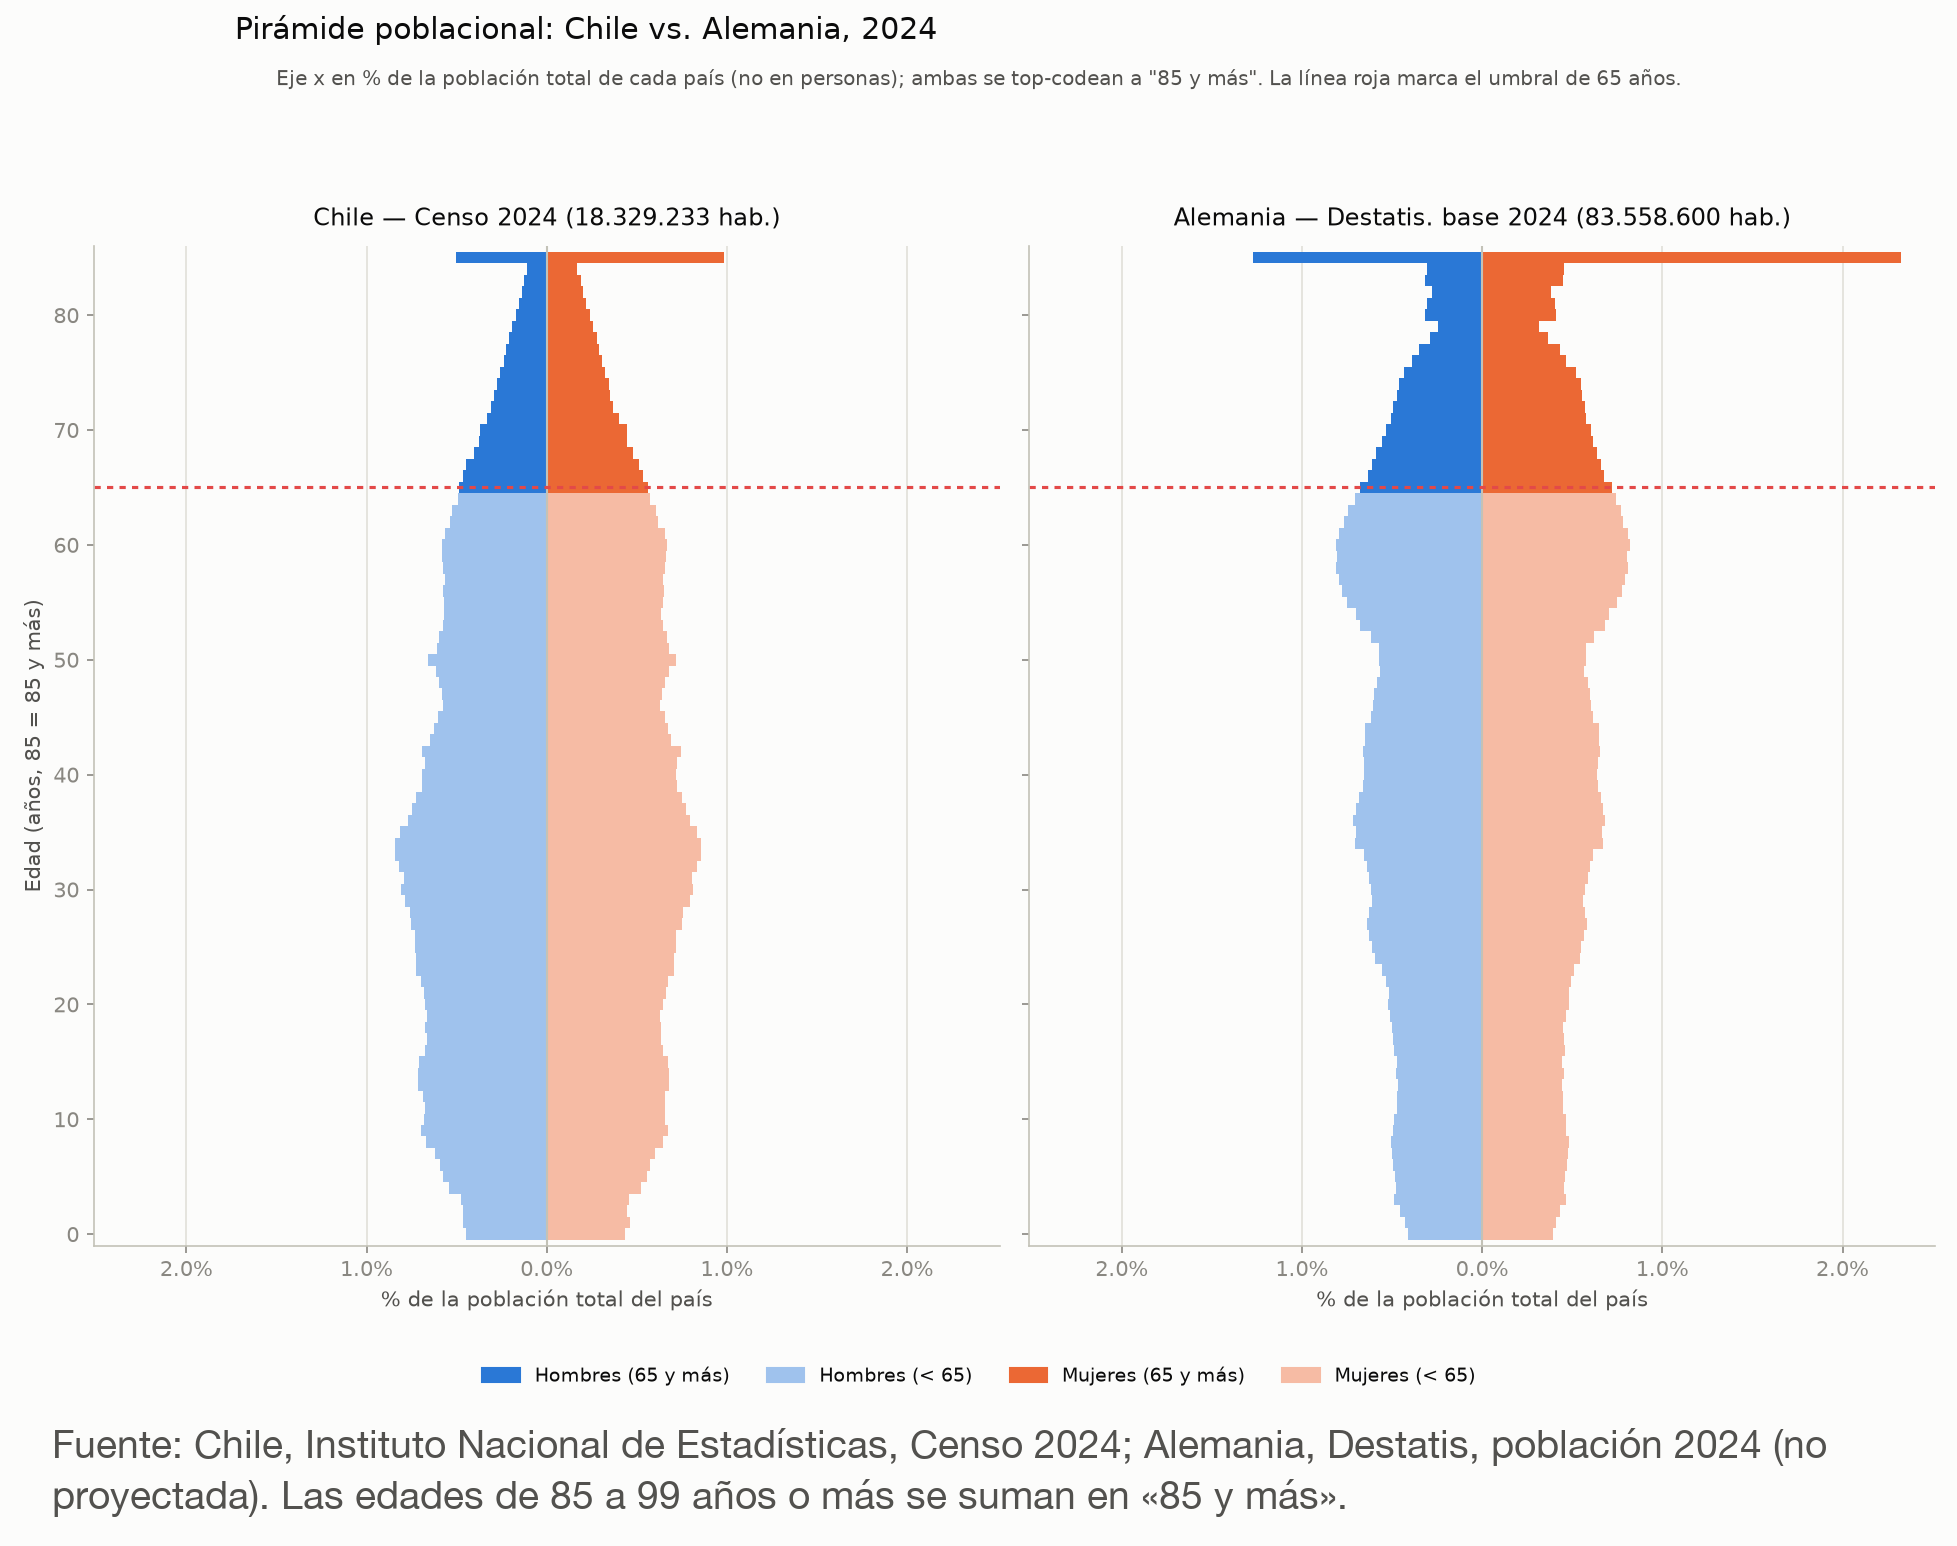 Pirámide poblacional: Chile vs. Alemania, 2024
Eje x en % de la población total de cada país (no en personas); ambas se top-codean a "85 y más". La línea roja marca el umbral de 65 años.
Chile — Censo 2024 (18.329.233 hab.)
Alemania — Destatis. base 2024 (83.558.600 hab.)
Edad (años, 85 = 85 y más)
80
70
60
50
40
30
20
10
0
2.0% 1.0% 0.0% 1.0% 2.0%
2.0% 1.0% 0.0% 1.0% 2.0%
% de la población total del país
% de la población total del país
Hombres (65 y más) Hombres (< 65) Mujeres (65 y más) Mujeres (< 65)
Fuente: Chile, Instituto Nacional de Estadísticas, Censo 2024; Alemania, Destatis, población 2024 (no
proyectada). Las edades de 85 a 99 años o más se suman en «85 y más».